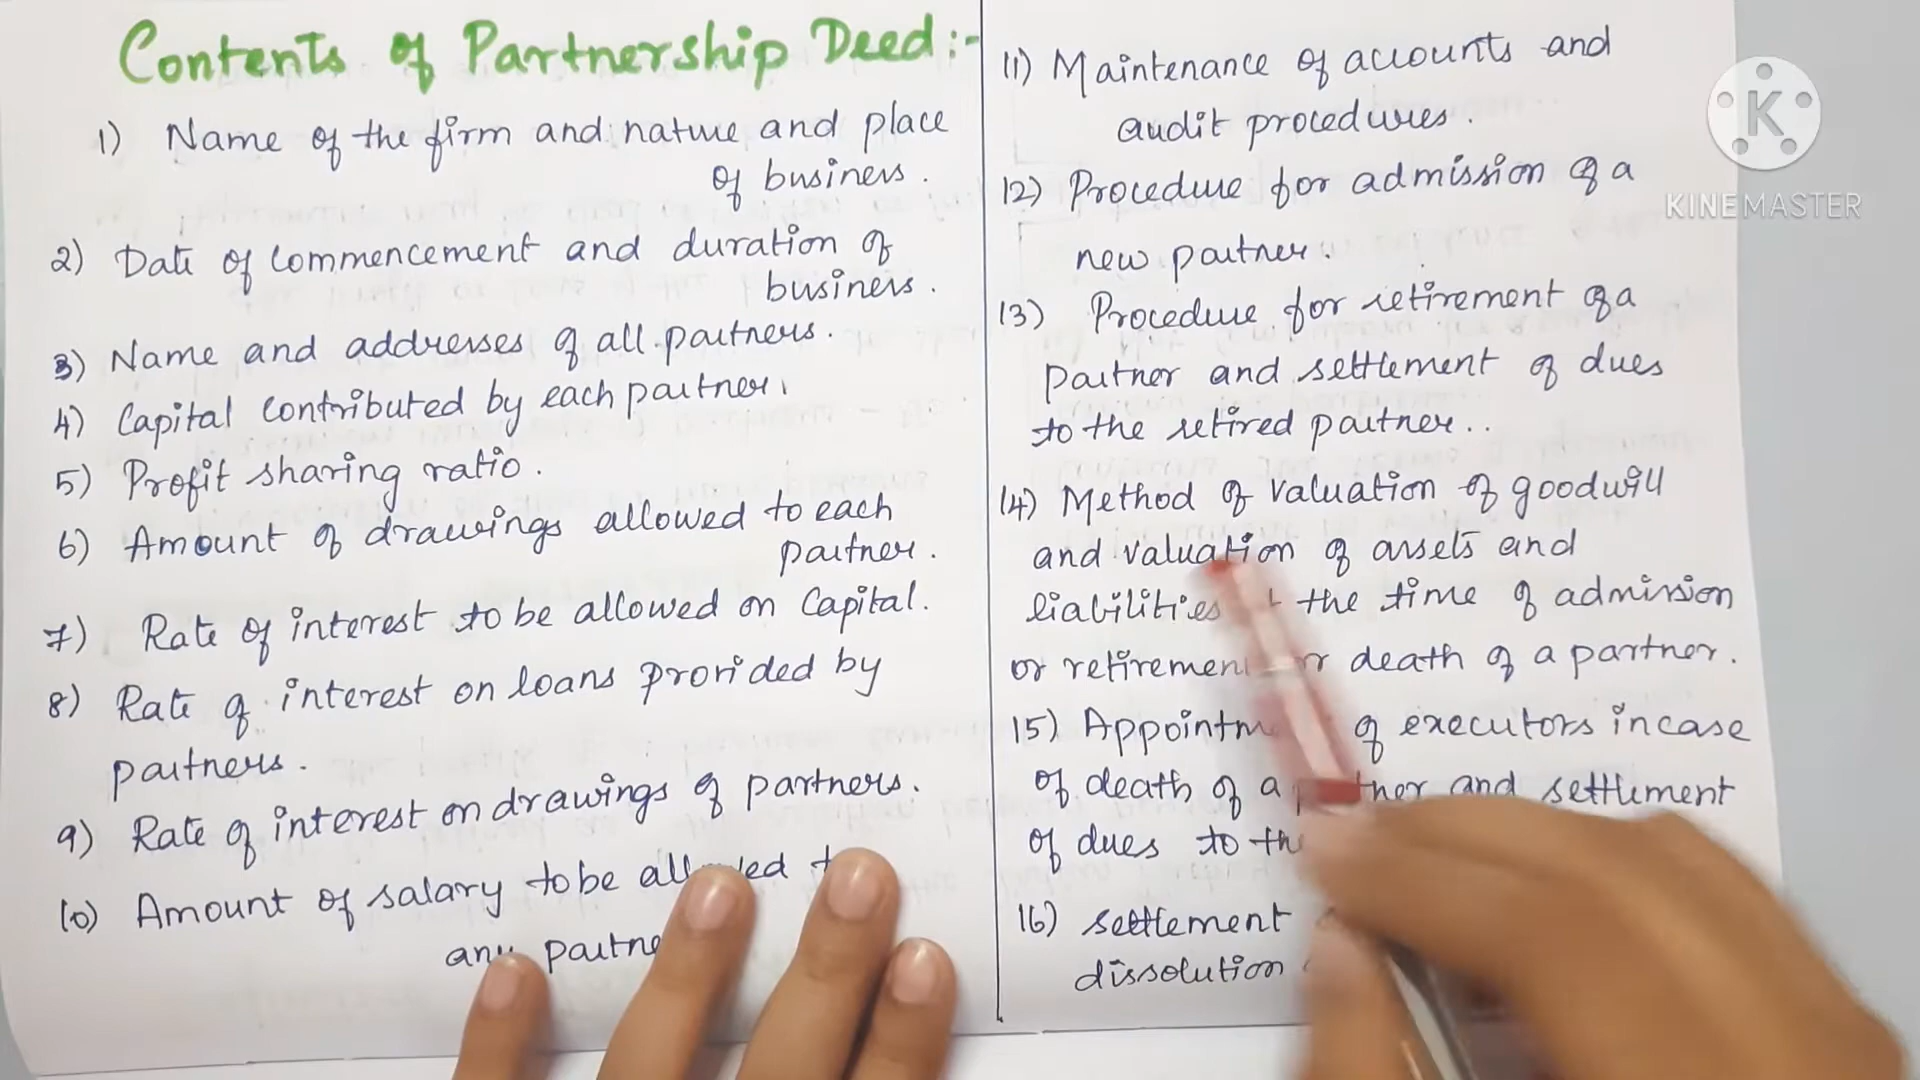 Contents of Partnership Deed:-
1) Name of the firm and nature and place
of business.
2) Date of Commencement and duration of
business.
3) Name and addresses of all partners.
4) Capital contributed by each partner.
5) Profit sharing ratio.
6) Amount of drawings allowed to each
partner.
7) Rate of interest to be allowed on Capital.
8) Rate of interest on loans provided by
partners.
9) Rate of interest on drawings of partners.
10) Amount of salary to be allowed
any
11) Maintenance of accounts and
audit procedures.
12) Procedure for admission of a
new partner.
13) Procedure for retirement of a
partner and settlement of dues
to the retired partner..
14) Method of valuation of goodwill
and valuation of assets and
liabilities the time of admission
or retirement or death of a partner.
15) of executors in case
of death of a partner and settlement
of dues to
16) settlement
dissolution
K
KINEMASTER